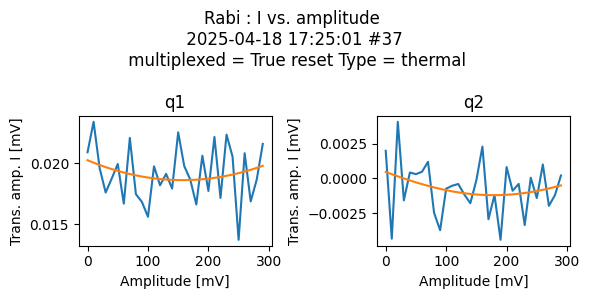 Rabi : I vs. amplitude
2025-04-18 17:25:01 #37
multiplexed = True reset Type = thermal
q1
q2
Trans. amp. I [mV]
0.020
0.015
0
100
200
300
Amplitude [mV]
Trans. amp. I [mV]
0.0025
0.0000
−0.0025
0
100
200
300
Amplitude [mV]